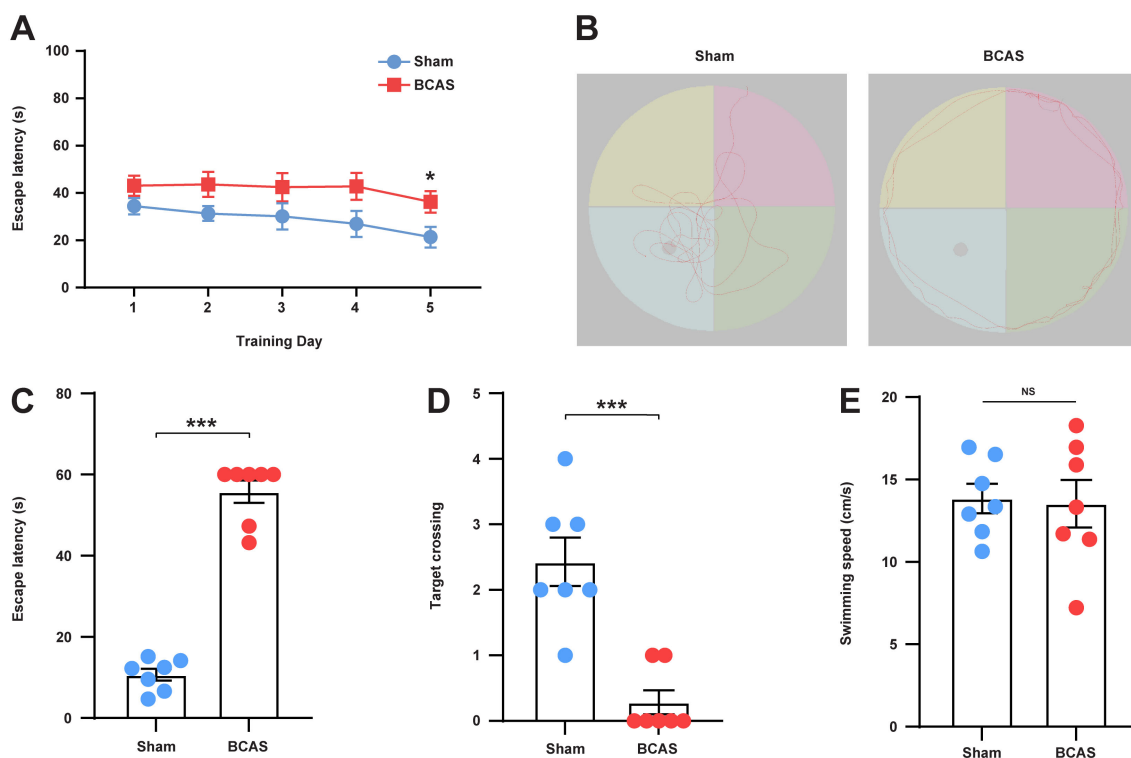 A
Escape latency (s)
100
80
60
40
20
0
Sham
BCAS
*
1 2 3 4 5
Training Day
B
Sham BCAS
C
Escape latency (s)
80
60
40
20
0
***
Sham BCAS
D
Target crossing
5
4
3
2
1
0
***
Sham BCAS
E
Swimming speed (cm/s)
20
15
10
5
0
NS
Sham BCAS